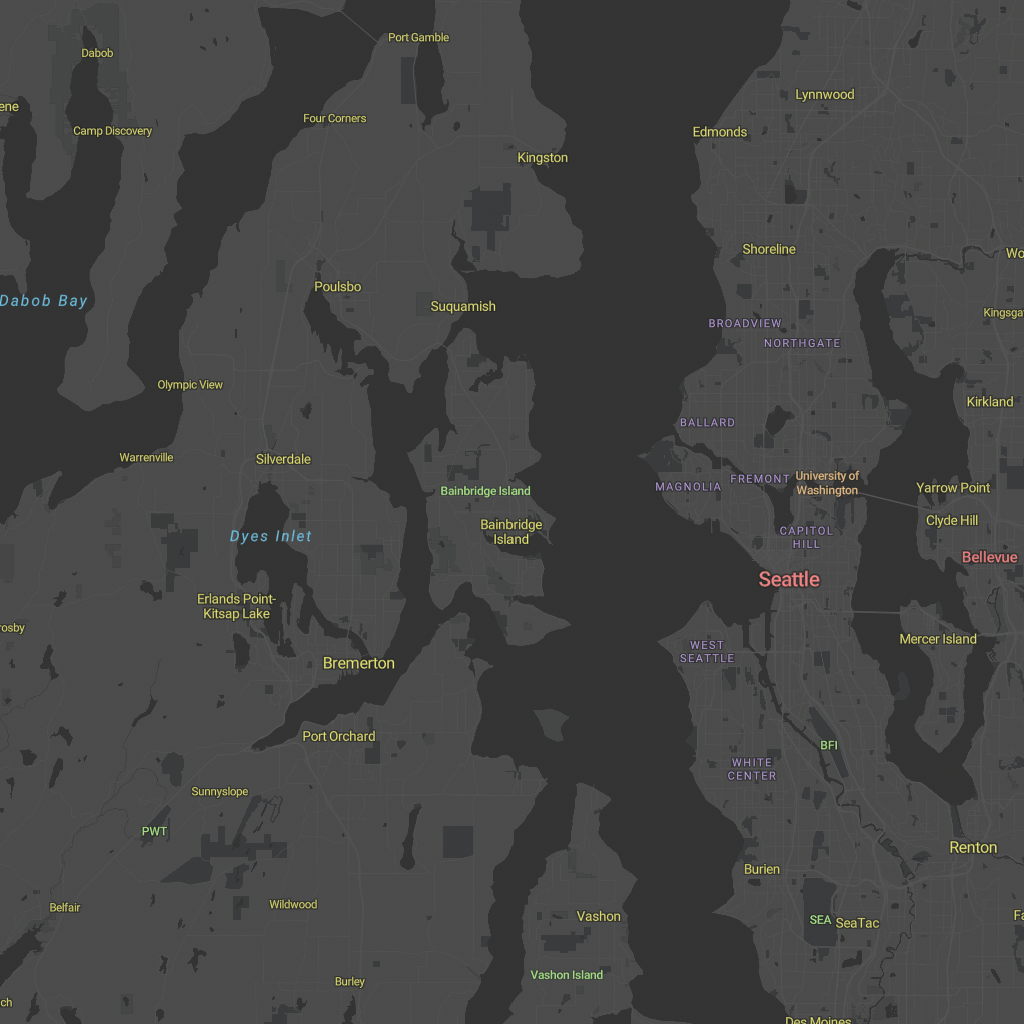 Port Gamble
Dabob
Lynnwood
ene
Four Corners
Camp Discovery
Edmonds
Kingston
Shoreline
Wo
Poulsbo
Dabob Bay
Suquamish
Kingsga
BROADVIEW
NORTHGATE
Olympic View
Kirkland
BALLARD
Warrenville
Silverdale
University of
Washington
FREMONT
MAGNOLIA
Yarrow Point
Bainbridge Island
Clyde Hill
Bainbridge
Island
Dyes Inlet
CAPITOL
HILL
Bellevue
Seattle
Erlands Point-
Kitsap Lake
rosby
Mercer Island
WEST
SEATTLE
Bremerton
Port Orchard
BFI
WHITE
CENTER
Sunnyslope
PWT
Renton
Burien
Wildwood
Belfair
Vashon
Fa
SEA
SeaTac
Vashon Island
Burley
ch
Des Moines